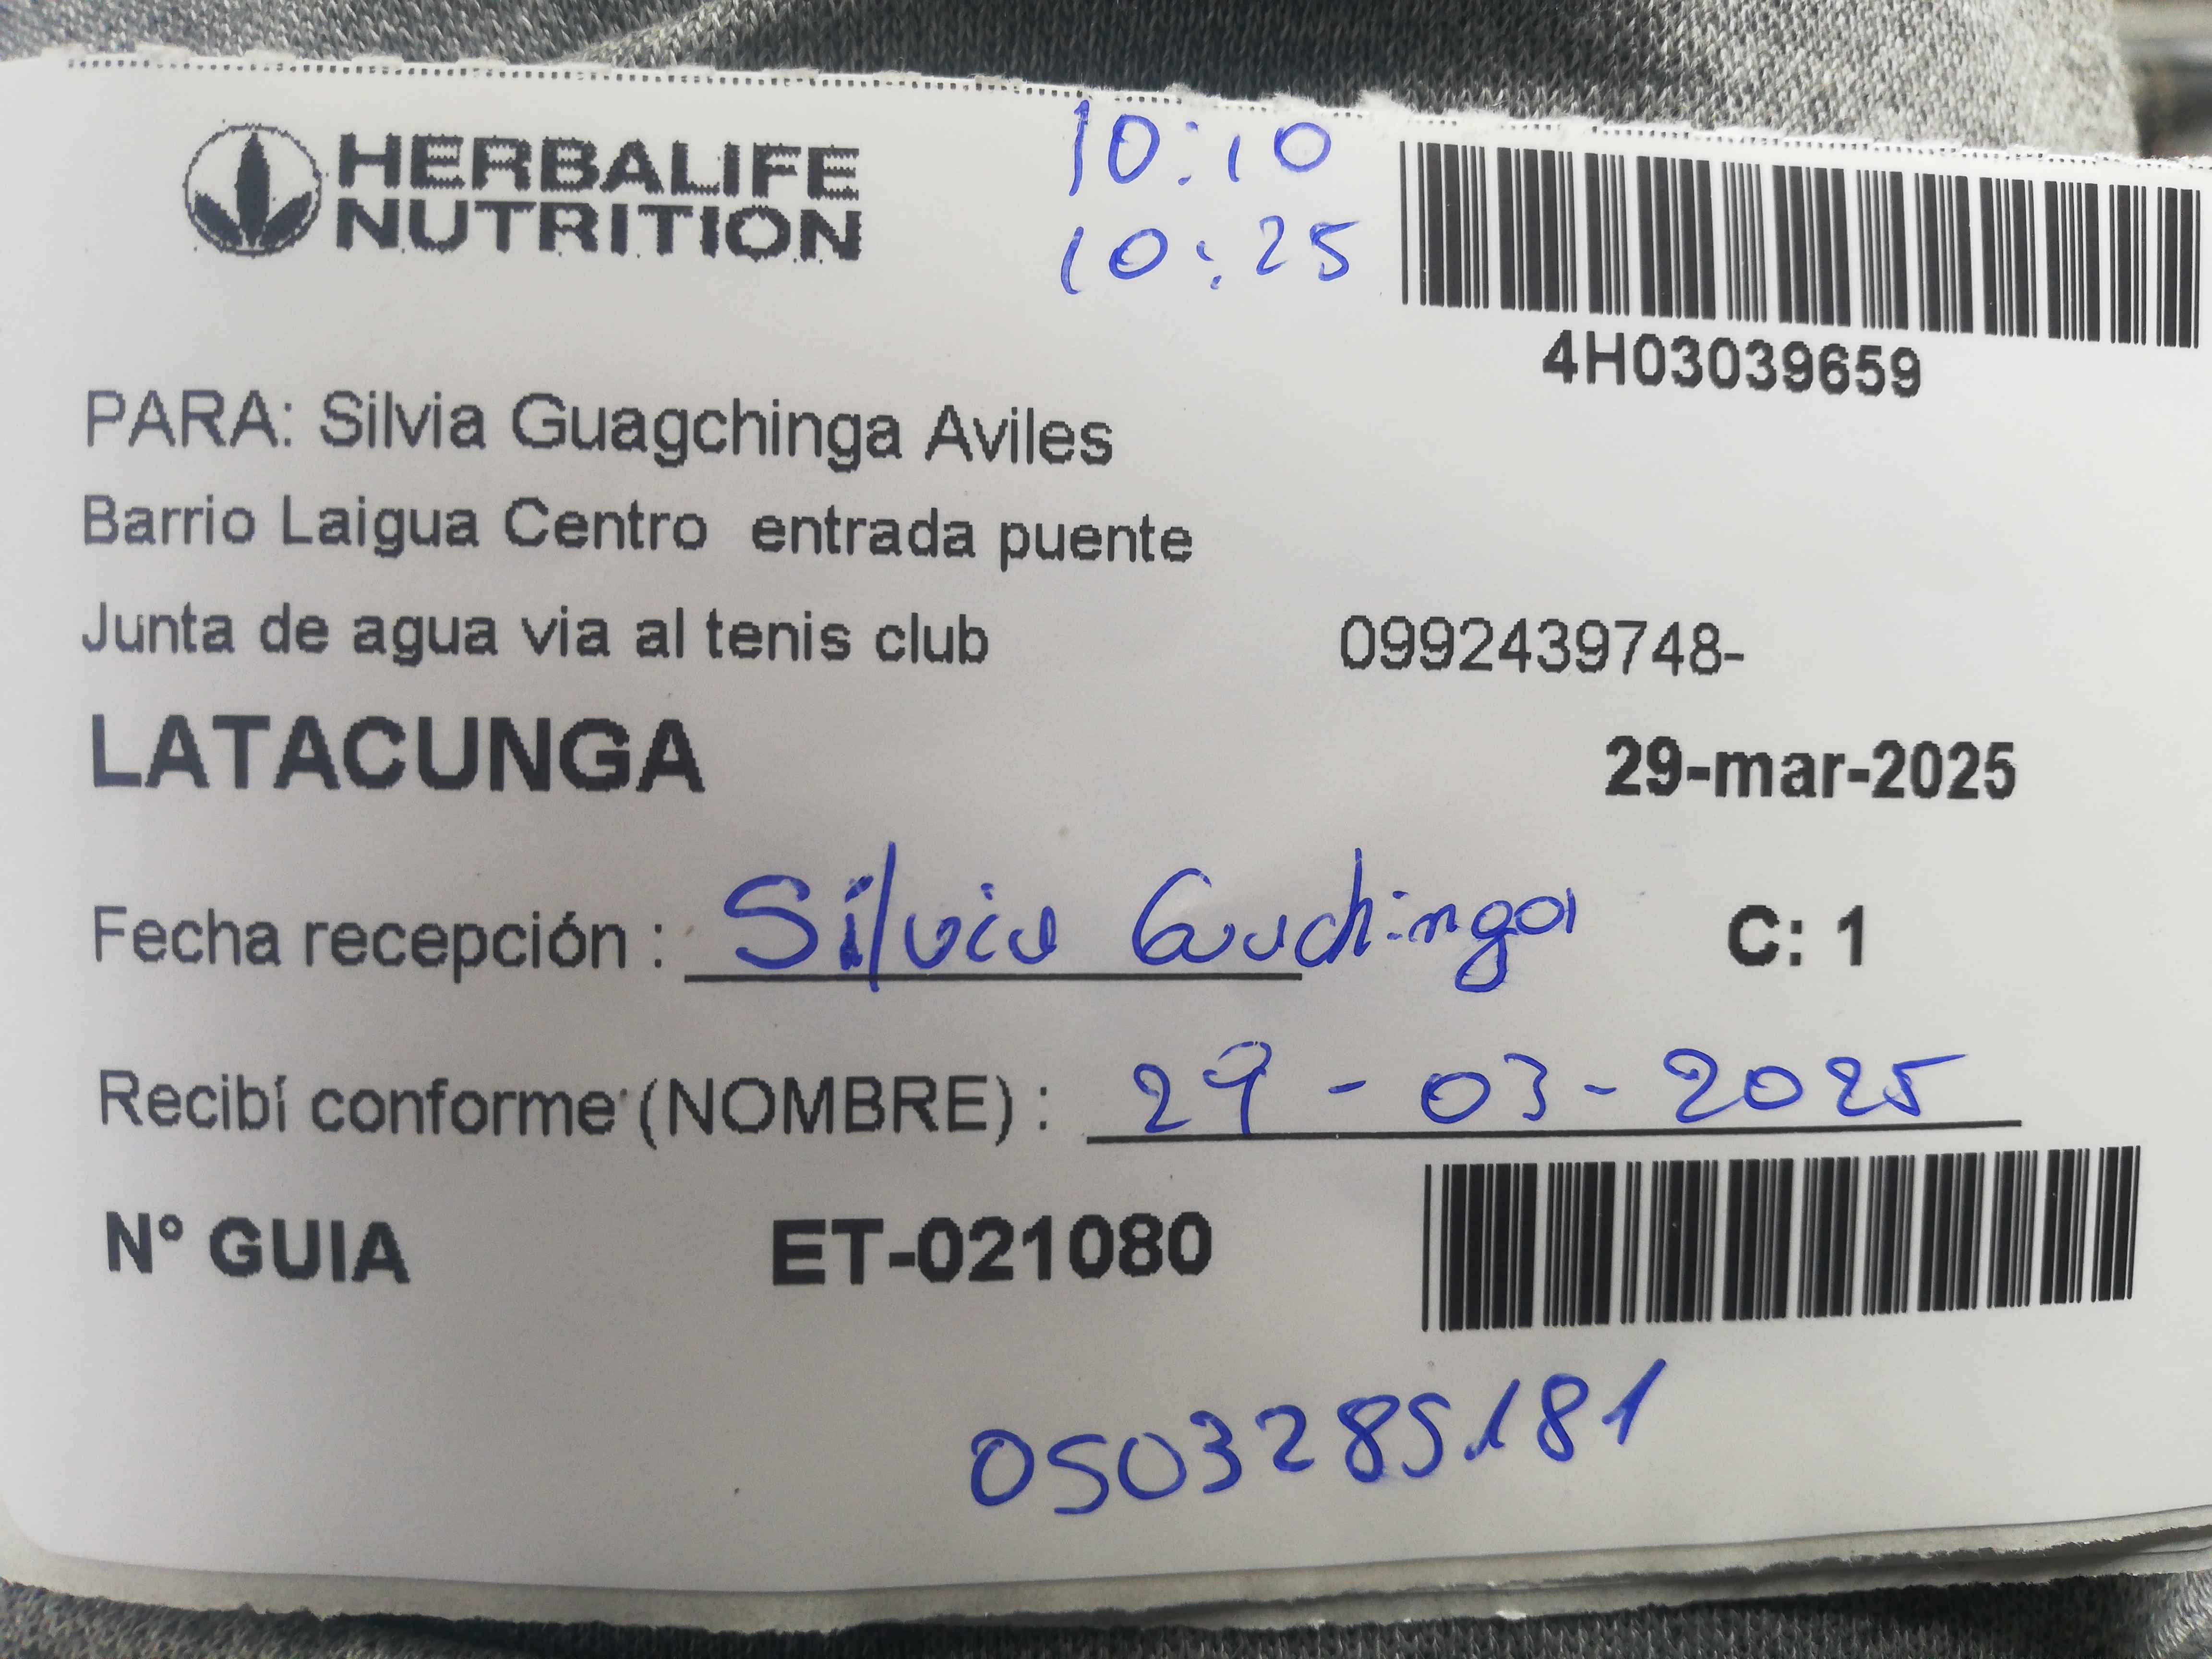 HERBALIFE
NUTRITION
10:10
10:25
4H03039659
PARA: Silvia Guagchinga Aviles
Barrio Laigua Centro entrada puente
Junta de agua via al tenis club 0992439748-
LATACUNGA 29-mar-2025
Fecha recepción : Silvia Guachinga C: 1
Recibí conforme (NOMBRE) : 29-03-2025
N° GUIA ET-021080
0503285181